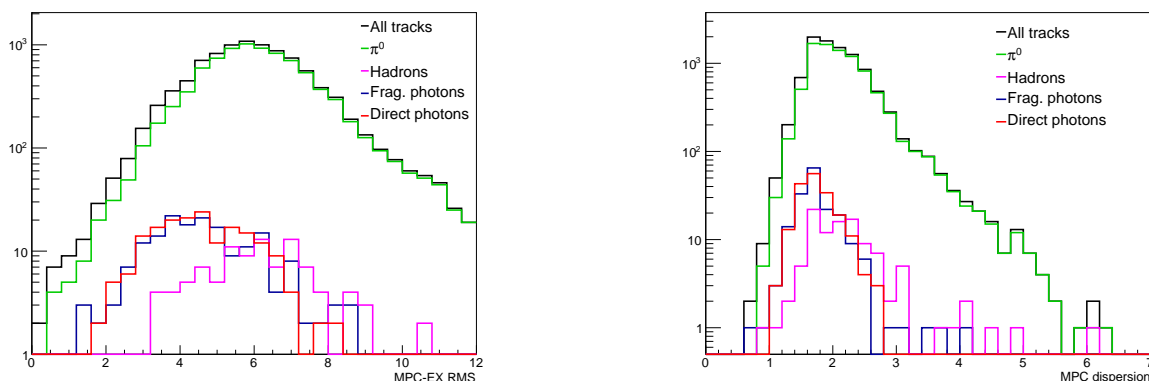 10³
10²
10
1
0 2 4 6 8 10 12
MPC-EX RMS
All tracks
π⁰
Hadrons
Frag. photons
Direct photons
10³
10²
10
1
0 1 2 3 4 5 6 7
MPC dispersion
All tracks
π⁰
Hadrons
Frag. photons
Direct photons